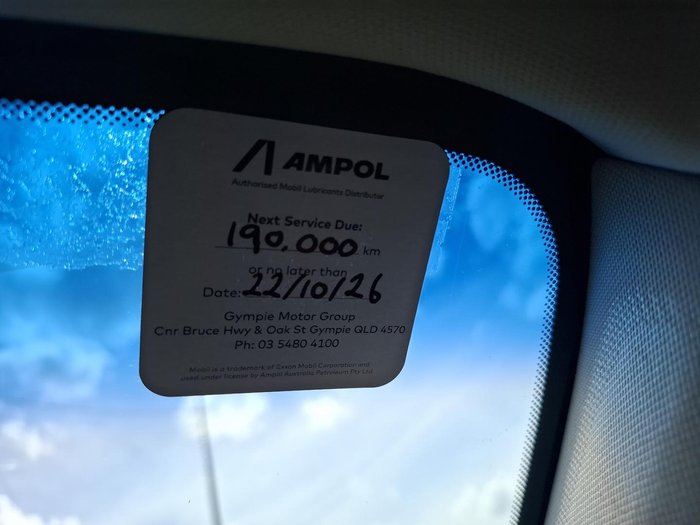 AMPOL
Authorised Mobil Lubricants Distributor
Next Service Due:
190,000 km
or no later than
Date: 22/10/26
Gympie Motor Group
Cnr Bruce Hwy & Oak St Gympie QLD 4570
Ph: 03 5480 4100
Mobil is a trademark of Exxon Mobil Corporation and
used under license by Ampol Australia Petroleum Pty Ltd